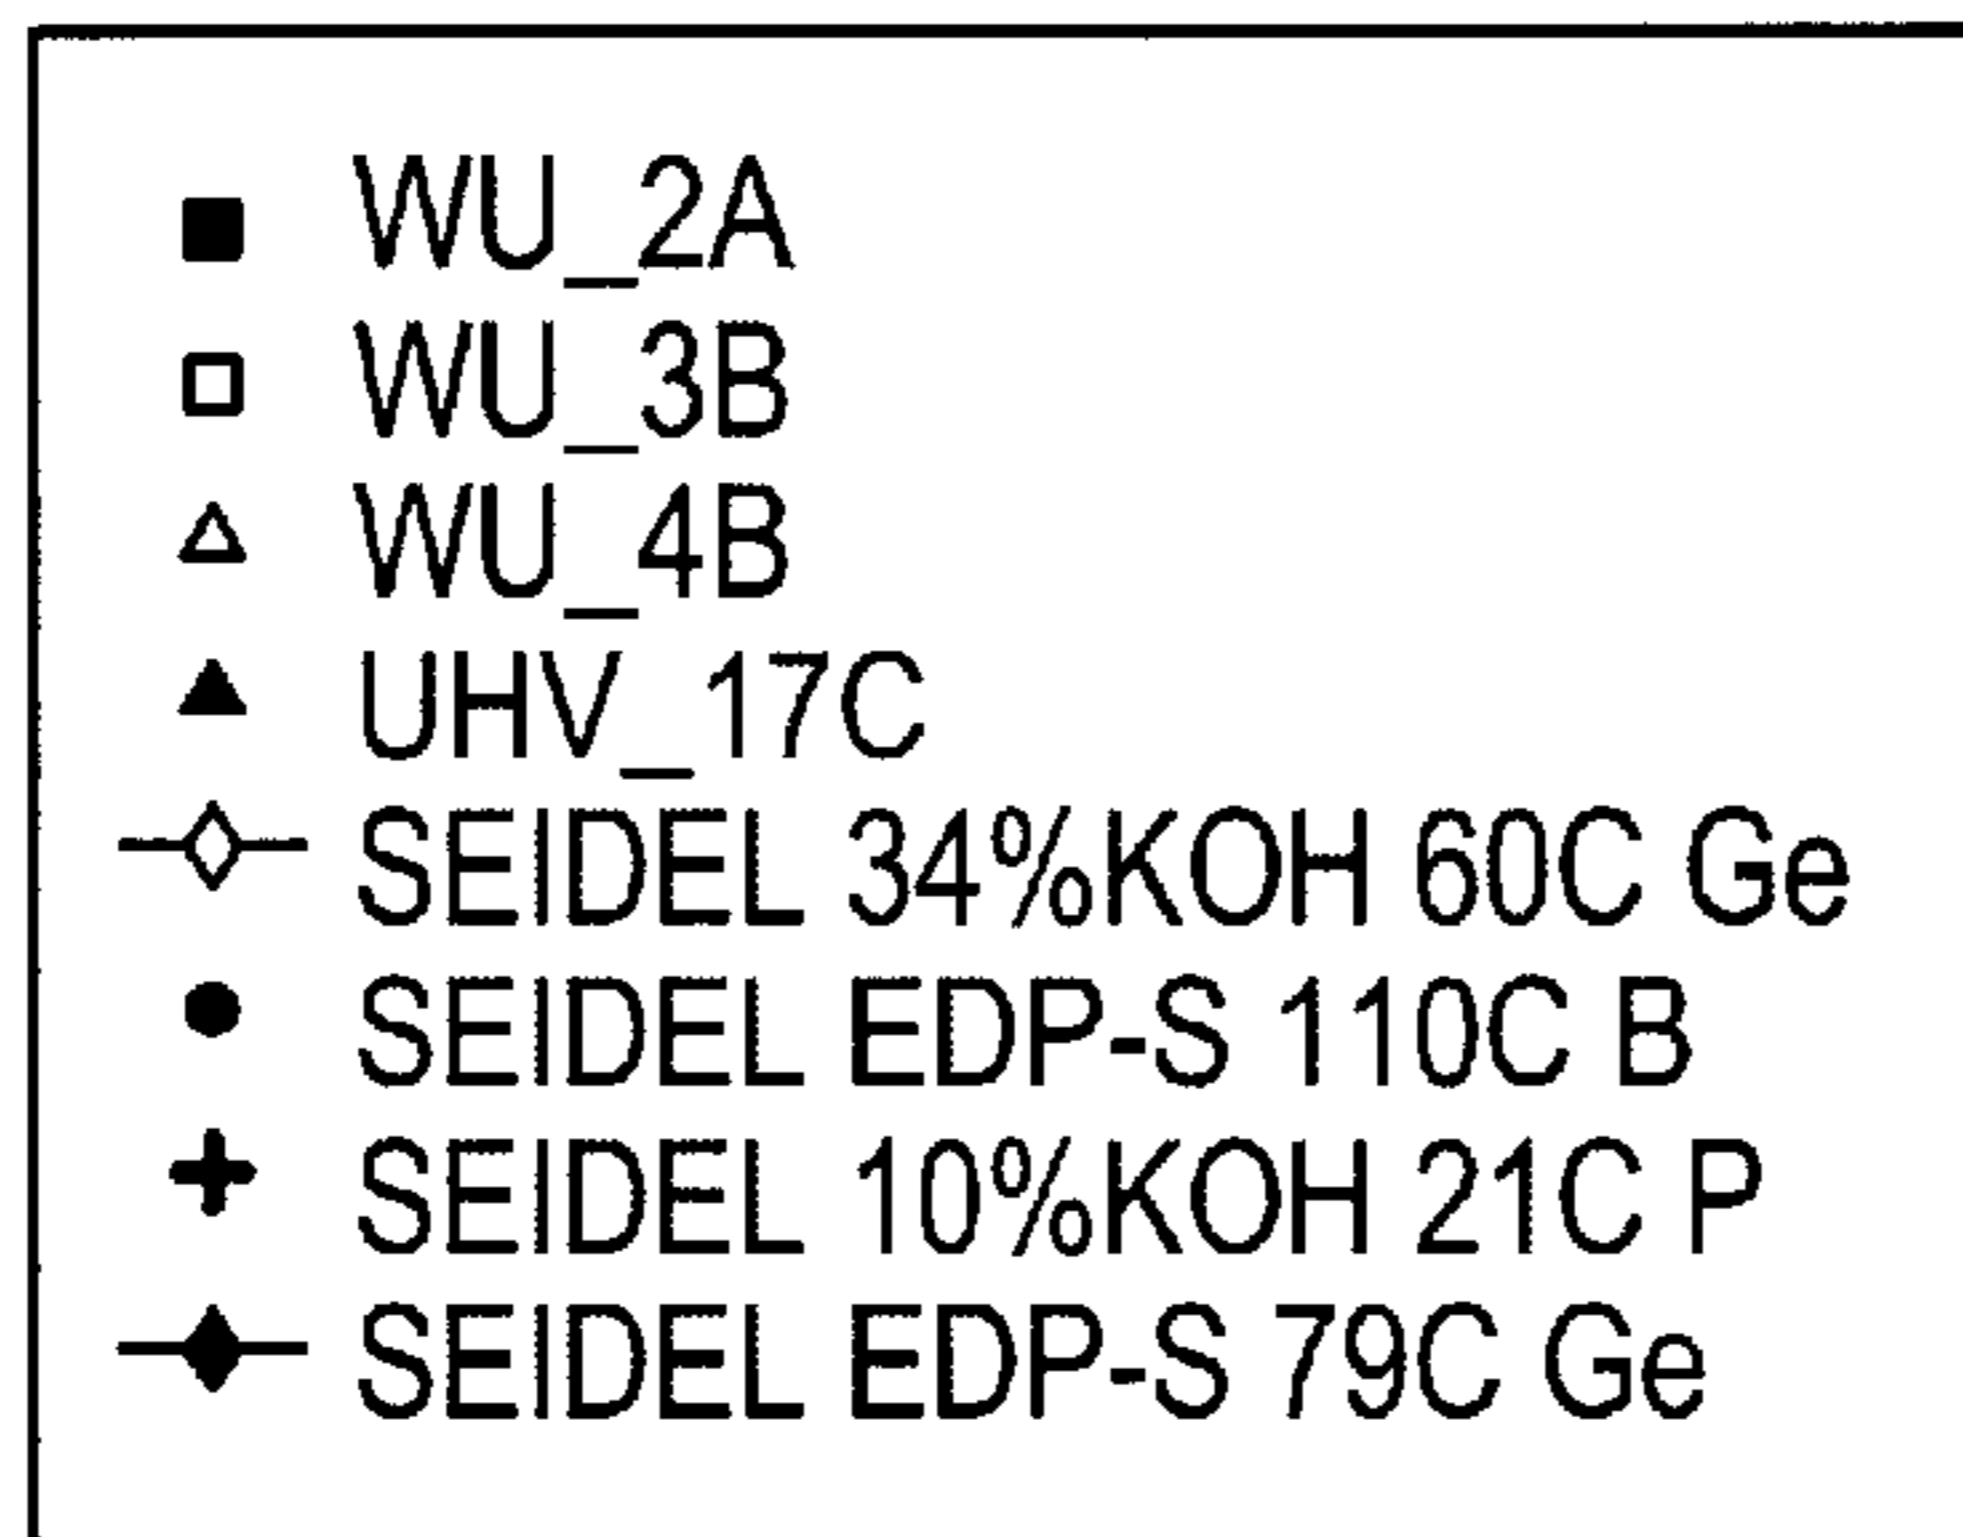 WU_2A
WU_3B
WU_4B
UHV_17C
SEIDEL 34%KOH 60C Ge
SEIDEL EDP-S 110C B
SEIDEL 10%KOH 21C P
SEIDEL EDP-S 79C Ge